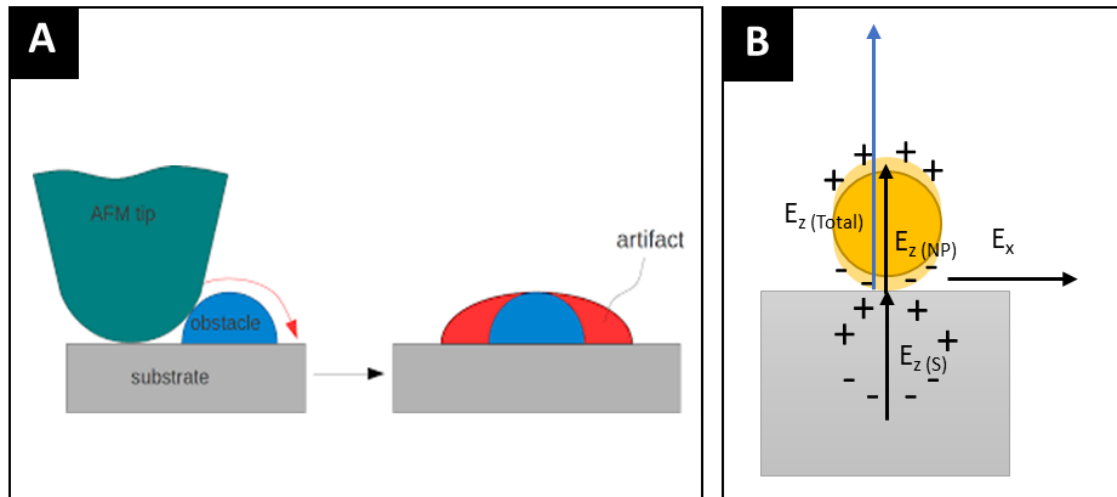 A
AFM tip
obstacle
substrate
artifact
B
+ + + +
E z (Total)
E z (NP)
E x
- - - -
+ + + +
E z (S)
- - - -